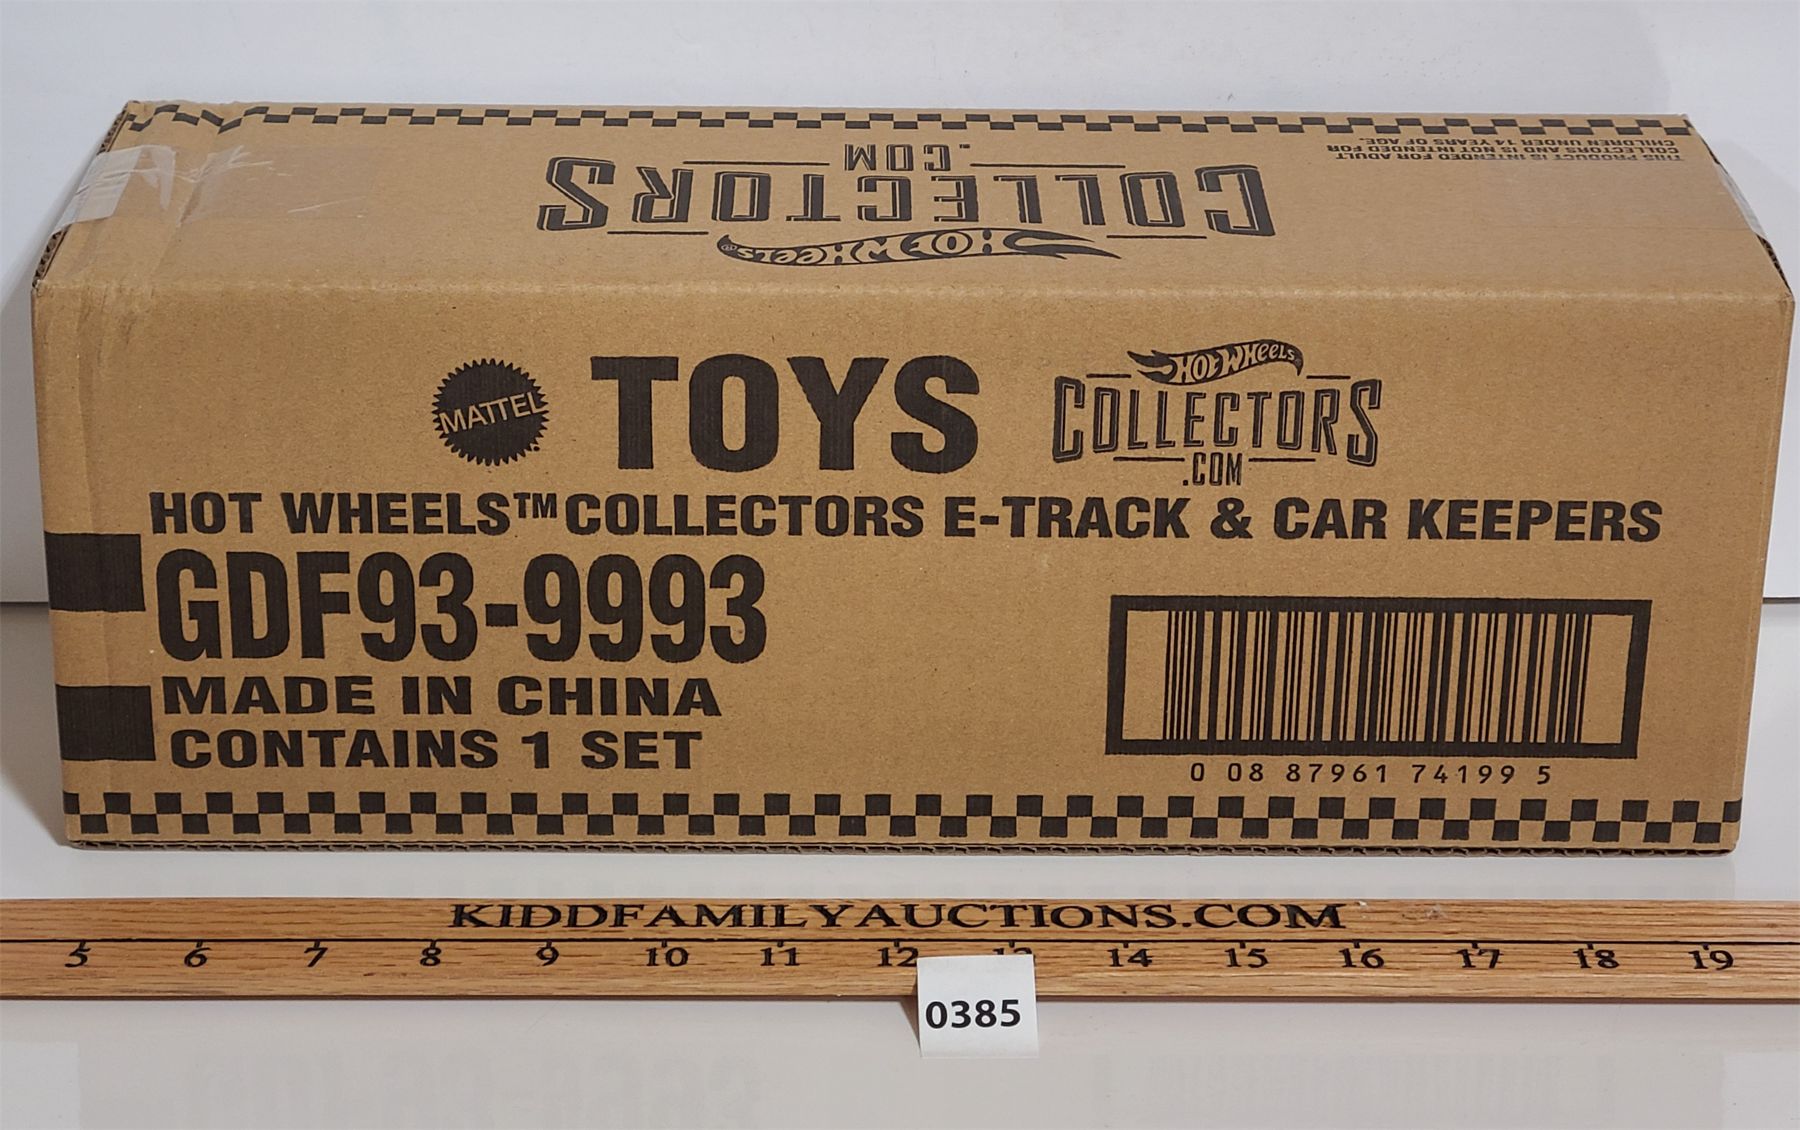 THIS PRODUCT IS INTENDED FOR ADULT
COLLECTORS AND IS NOT INTENDED FOR
CHILDREN UNDER 14 YEARS OF AGE.
HOT WHEELS®
COLLECTORS
.COM
MATTEL
TOYS
HOT WHEELS
COLLECTORS
.COM
HOT WHEELS™ COLLECTORS E-TRACK & CAR KEEPERS
GDF93-9993
MADE IN CHINA
CONTAINS 1 SET
0 08 87961 74199 5
KIDDFAMILYAUCTIONS.COM
5 6 7 8 9 10 11 12 13 14 15 16 17 18 19
0385